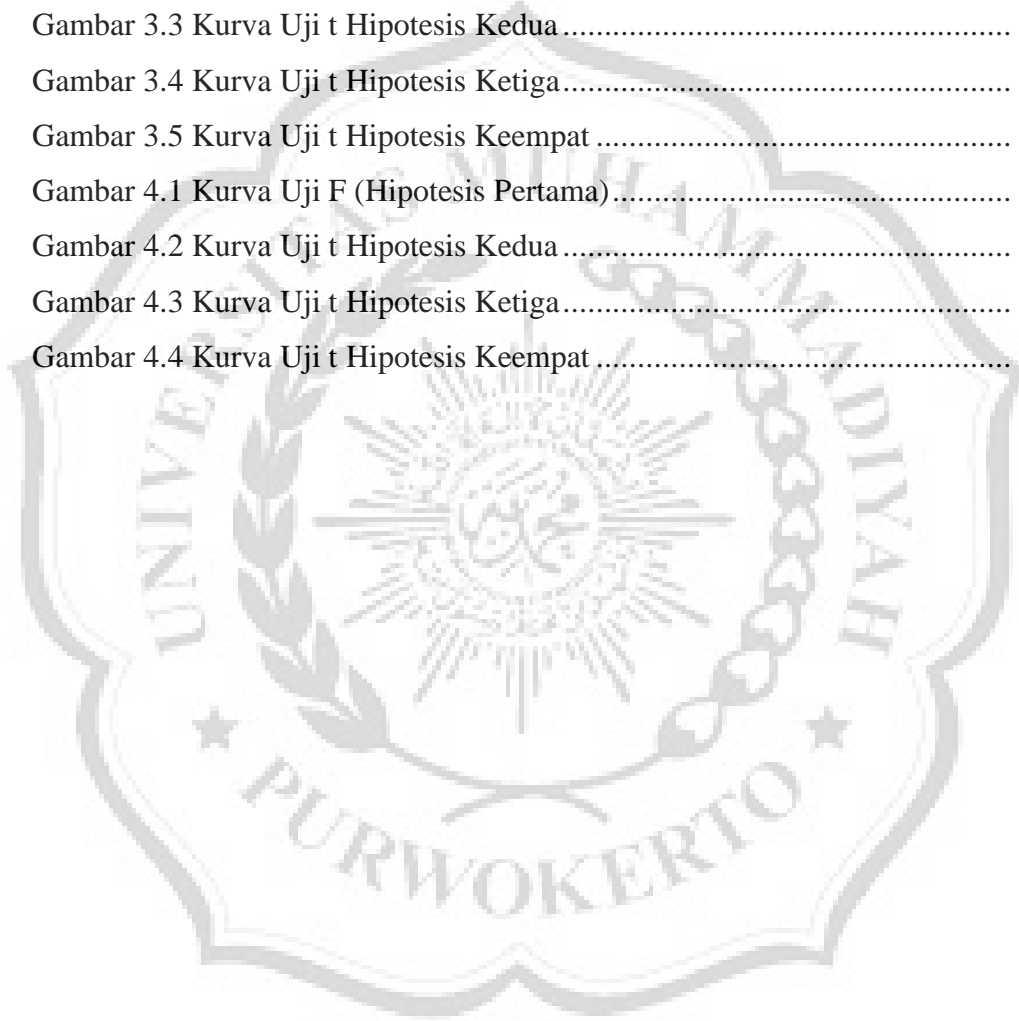 Gambar 3.3 Kurva Uji t Hipotesis Kedua ......................................................
Gambar 3.4 Kurva Uji t Hipotesis Ketiga ......................................................
Gambar 3.5 Kurva Uji t Hipotesis Keempat ..................................................
Gambar 4.1 Kurva Uji F (Hipotesis Pertama) ................................................
Gambar 4.2 Kurva Uji t Hipotesis Kedua ......................................................
Gambar 4.3 Kurva Uji t Hipotesis Ketiga ......................................................
Gambar 4.4 Kurva Uji t Hipotesis Keempat ..................................................
UNIVERSITAS MUHAMMADIYAH
PURWOKERTO